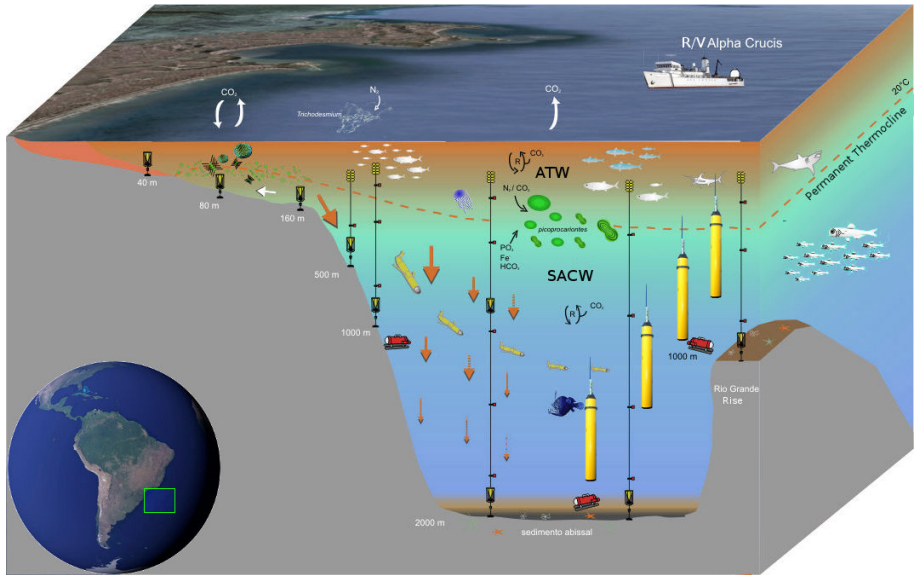 R/V Alpha Crucis
CO₂
N₂
Trichodesmium
CO₂
20°C
Permanent Thermocline
40 m
80 m
160 m
500 m
1000 m
2000 m
R
CO₂
ATW
N₂/ CO₂
picoprocariontes
PO₄
Fe
HCO₃
SACW
R
CO₂
1000 m
Rio Grande
Rise
sedimento abissal